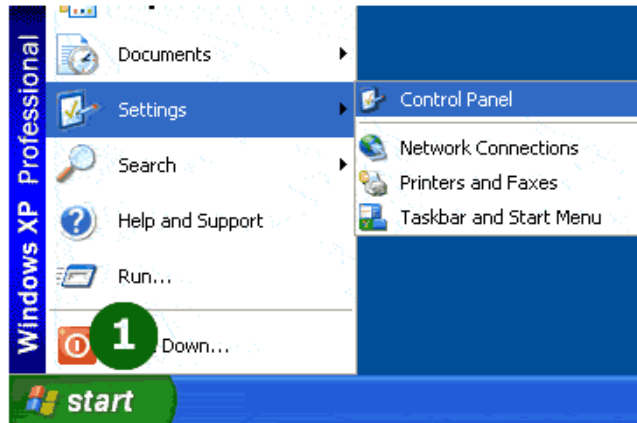 Documents
Settings
Search
Help and Support
Run...
Down...
Control Panel
Network Connections
Printers and Faxes
Taskbar and Start Menu
Windows XP Professional
1
start